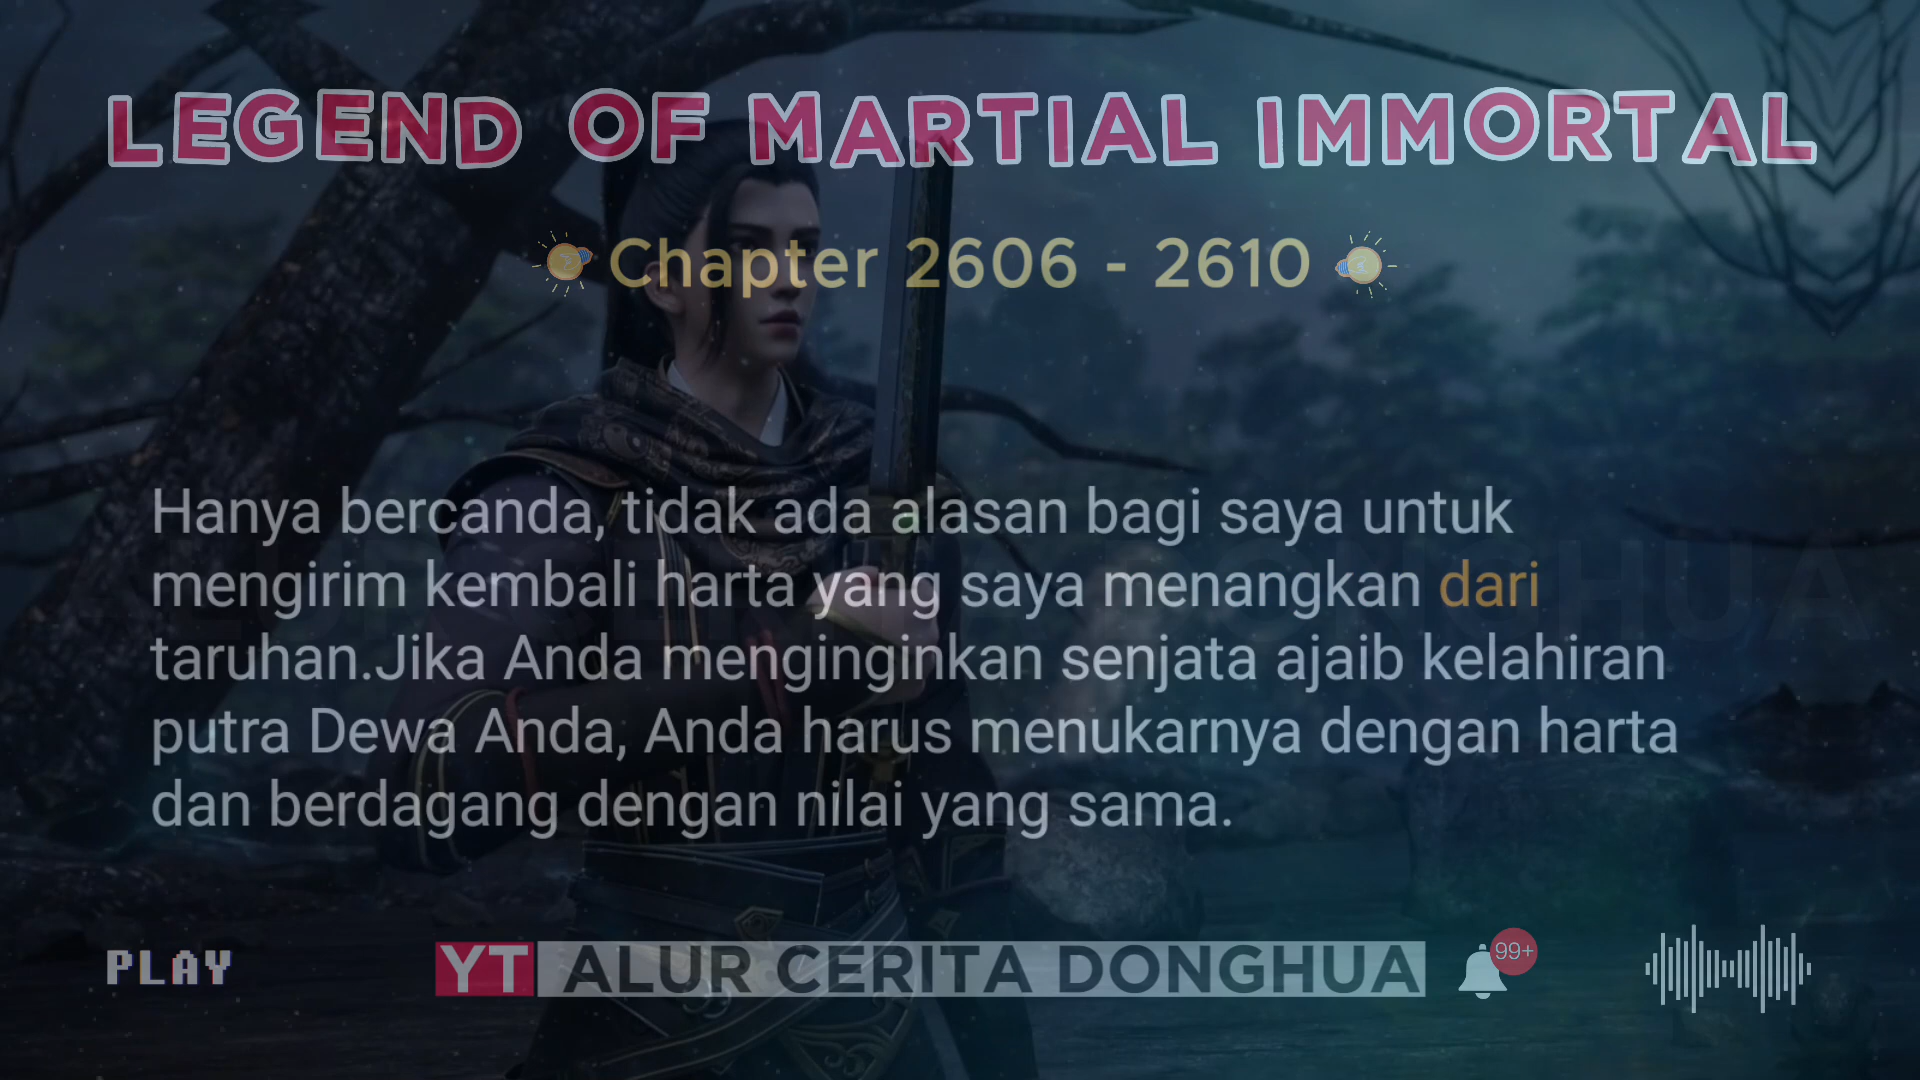 LEGEND OF MARTIAL IMMORTAL
Chapter 2606 - 2610
Hanya bercanda, tidak ada alasan bagi saya untuk
mengirim kembali harta yang saya menangkan dari
taruhan.Jika Anda menginginkan senjata ajaib kelahiran
putra Dewa Anda, Anda harus menukarnya dengan harta
dan berdagang dengan nilai yang sama.
PLAY
YT ALUR CERITA DONGHUA
99+